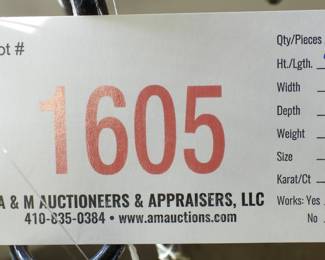 ot #
1605
A & M AUCTIONEERS & APPRAISERS, LLC
410-835-0384 • www.amauctions.com
Qty/Pieces
Ht./Lgth.
Width
Depth
Weight
Size
Karat/Ct
Works: Yes
No